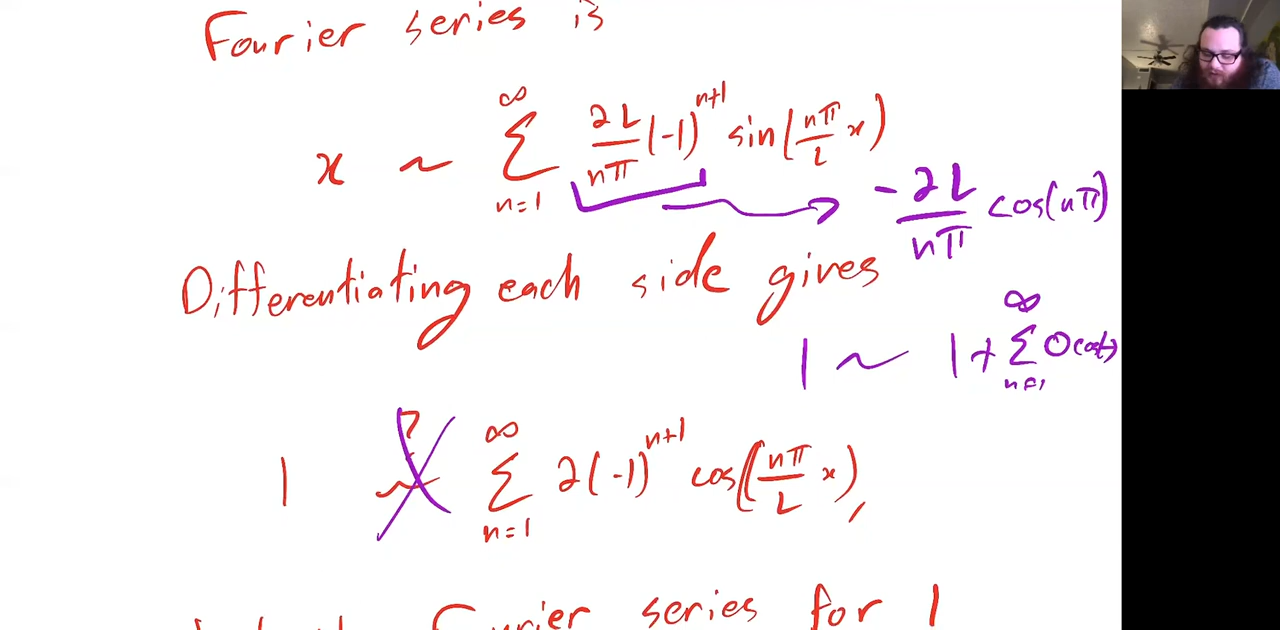 Fourier series is
x ~ ∞ Σ n=1 2L/nπ (-1)^n+1 sin(nπ/L x)
-2L/nπ cos(nπ)
Differentiating each side gives
1 ~ 1 + ∞ Σ n=1 0 cos(
1 ?~ ∞ Σ n=1 2(-1)^n+1 cos(nπ/L x),
Fourier series for 1